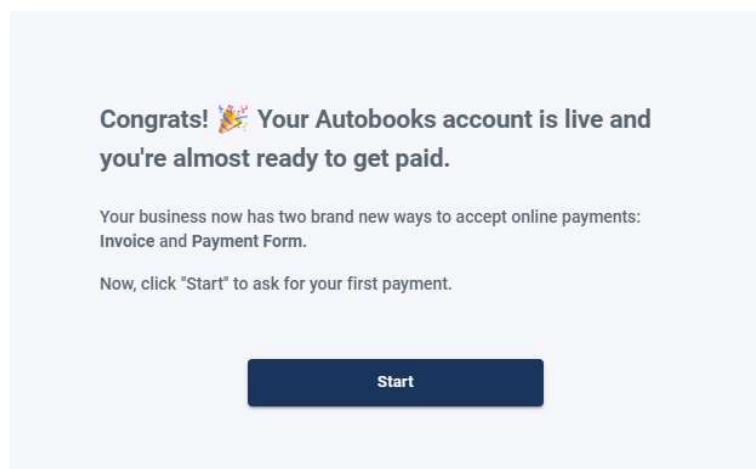 Congrats! 🎉 Your Autobooks account is live and
you're almost ready to get paid.
Your business now has two brand new ways to accept online payments:
Invoice and Payment Form.
Now, click "Start" to ask for your first payment.
Start